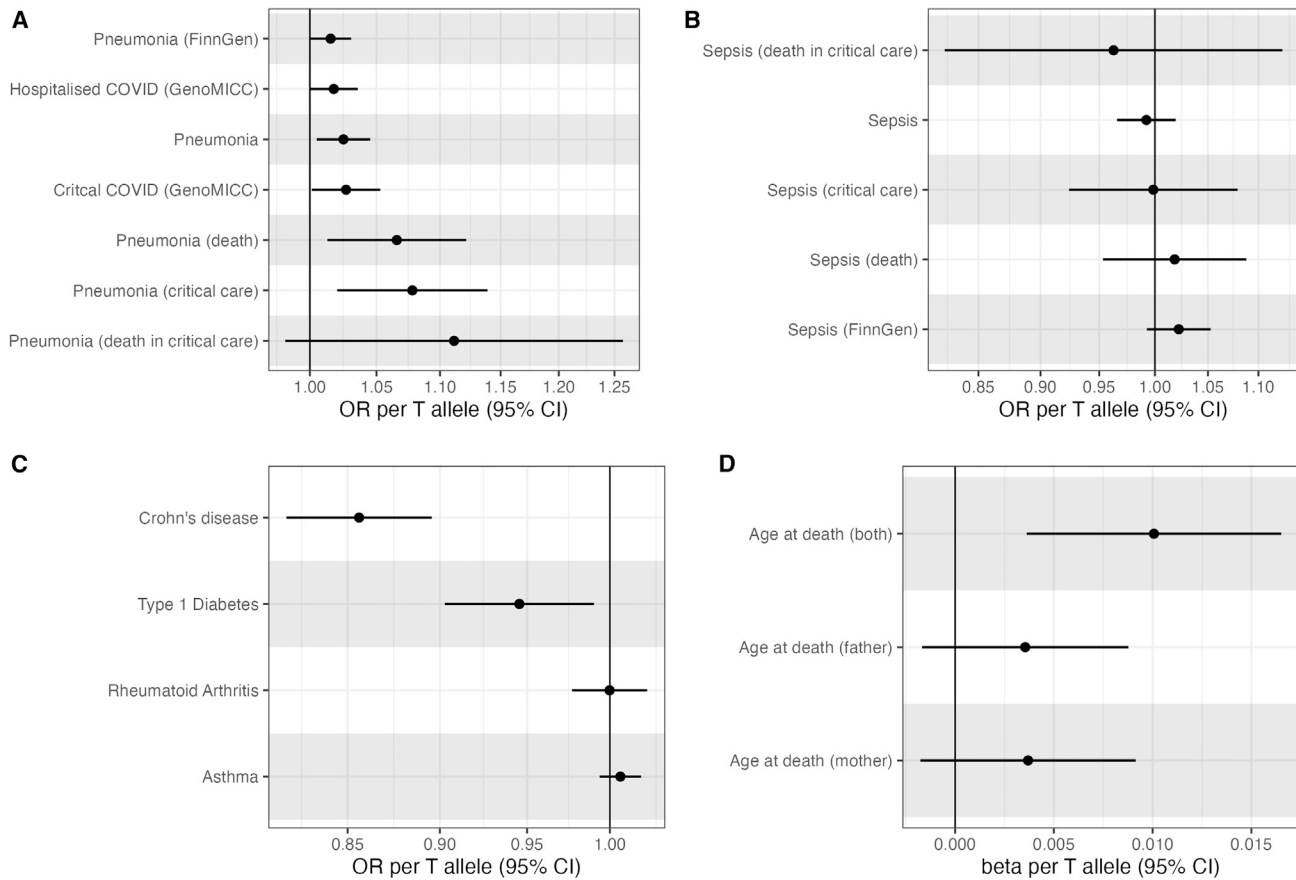 A
Pneumonia (FinnGen)
Hospitalised COVID (GenoMICC)
Pneumonia
Critcal COVID (GenoMICC)
Pneumonia (death)
Pneumonia (critical care)
Pneumonia (death in critical care)
1.00 1.05 1.10 1.15 1.20 1.25
OR per T allele (95% CI)
B
Sepsis (death in critical care)
Sepsis
Sepsis (critical care)
Sepsis (death)
Sepsis (FinnGen)
0.85 0.90 0.95 1.00 1.05 1.10
OR per T allele (95% CI)
C
Crohn's disease
Type 1 Diabetes
Rheumatoid Arthritis
Asthma
0.85 0.90 0.95 1.00
OR per T allele (95% CI)
D
Age at death (both)
Age at death (father)
Age at death (mother)
0.000 0.005 0.010 0.015
beta per T allele (95% CI)